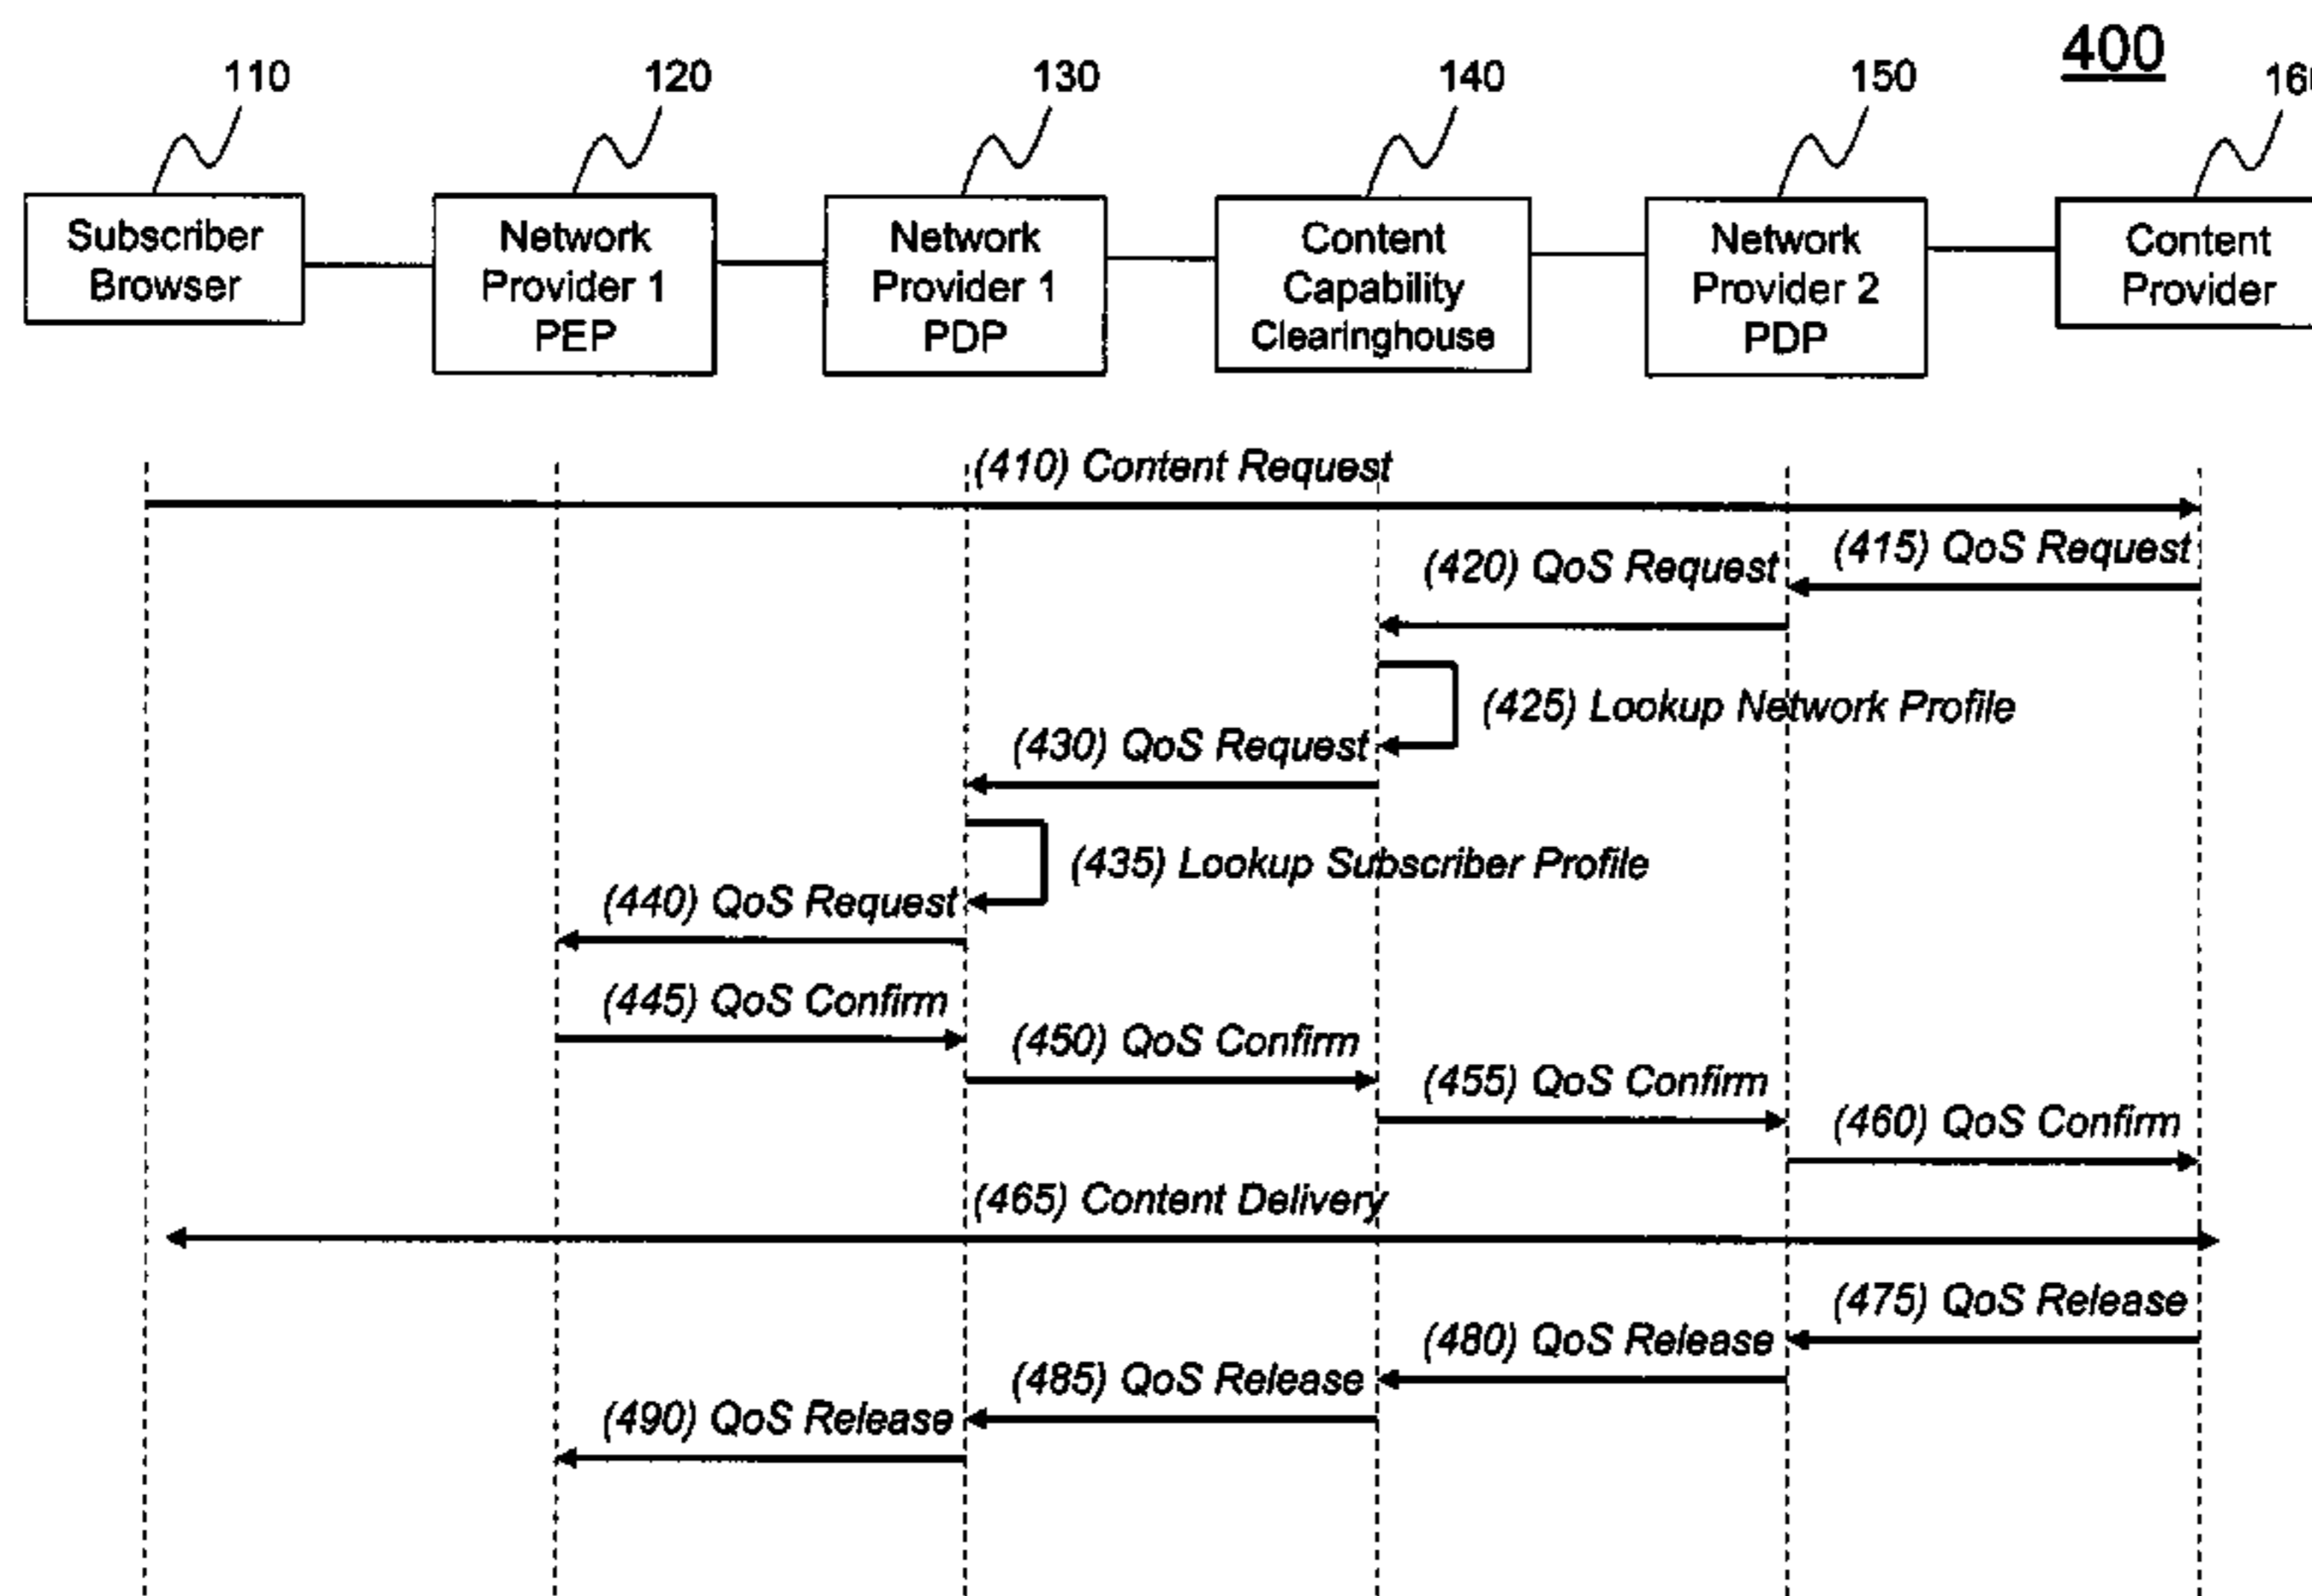 400
110
120
130
140
150
Subscriber
Browser
Network
Provider 1
PEP
Network
Provider 1
PDP
Content
Capability
Clearinghouse
Network
Provider 2
PDP
Content
Provider
(410) Content Request
(415) QoS Request
(420) QoS Request
(425) Lookup Network Profile
(430) QoS Request
(435) Lookup Subscriber Profile
(440) QoS Request
(445) QoS Confirm
(450) QoS Confirm
(455) QoS Confirm
(460) QoS Confirm
(465) Content Delivery
(475) QoS Release
(480) QoS Release
(485) QoS Release
(490) QoS Release